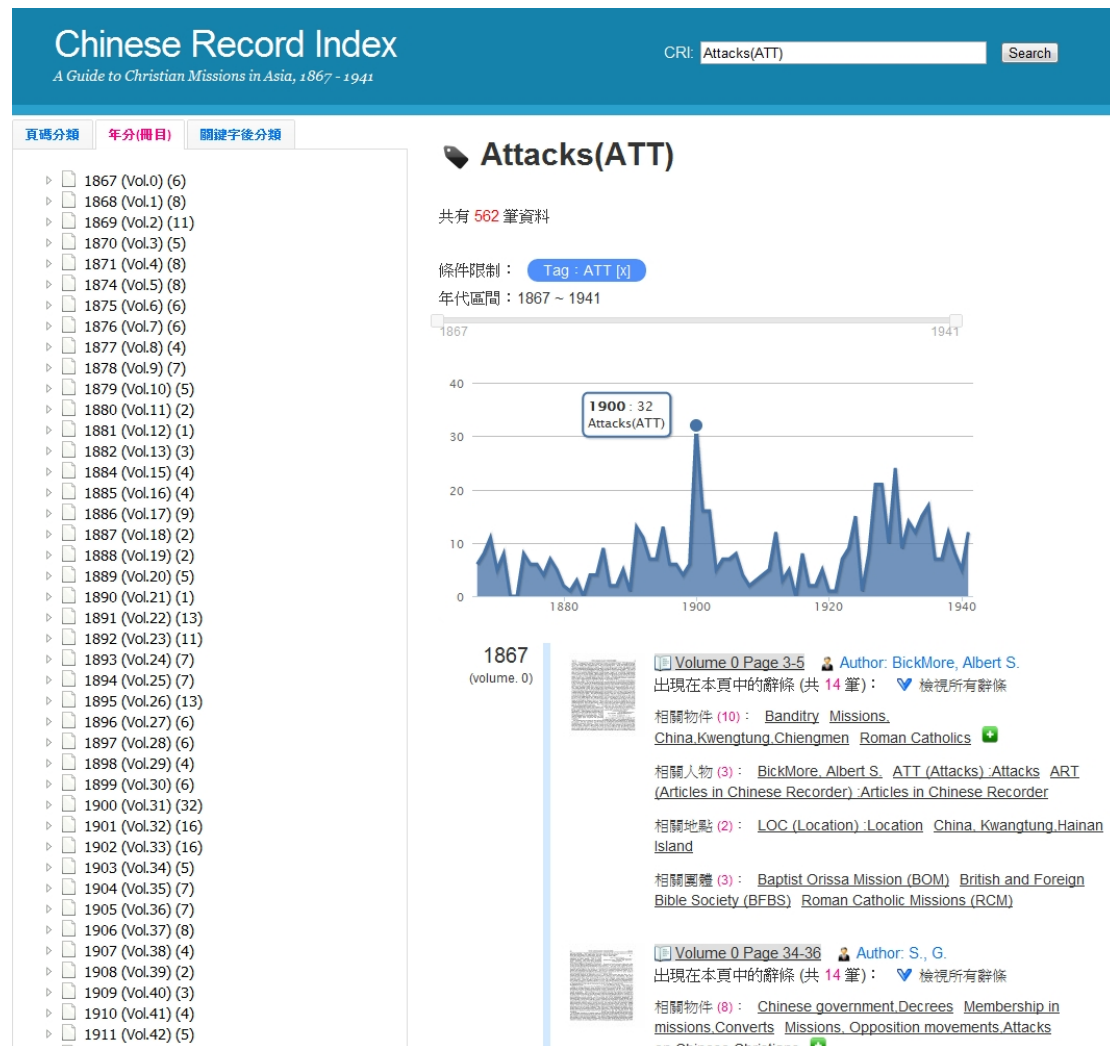 Chinese Record Index
A Guide to Christian Missions in Asia, 1867 - 1941
CRI: Attacks(ATT) Search
頁碼分類 年分(冊目) 關鍵字後分類
1867 (Vol.0) (6)
1868 (Vol.1) (8)
1869 (Vol.2) (11)
1870 (Vol.3) (5)
1871 (Vol.4) (8)
1874 (Vol.5) (8)
1875 (Vol.6) (6)
1876 (Vol.7) (6)
1877 (Vol.8) (4)
1878 (Vol.9) (7)
1879 (Vol.10) (5)
1880 (Vol.11) (2)
1881 (Vol.12) (1)
1882 (Vol.13) (3)
1884 (Vol.15) (4)
1885 (Vol.16) (4)
1886 (Vol.17) (9)
1887 (Vol.18) (2)
1888 (Vol.19) (2)
1889 (Vol.20) (5)
1890 (Vol.21) (1)
1891 (Vol.22) (13)
1892 (Vol.23) (11)
1893 (Vol.24) (7)
1894 (Vol.25) (7)
1895 (Vol.26) (13)
1896 (Vol.27) (6)
1897 (Vol.28) (6)
1898 (Vol.29) (4)
1899 (Vol.30) (6)
1900 (Vol.31) (32)
1901 (Vol.32) (16)
1902 (Vol.33) (16)
1903 (Vol.34) (5)
1904 (Vol.35) (7)
1905 (Vol.36) (7)
1906 (Vol.37) (8)
1907 (Vol.38) (4)
1908 (Vol.39) (2)
1909 (Vol.40) (3)
1910 (Vol.41) (4)
1911 (Vol.42) (5)
Attacks(ATT)
共有 562 筆資料
條件限制： Tag : ATT [x]
年代區間：1867 ~ 1941
1867 1941
40
30
20
10
0
1900 : 32
Attacks(ATT)
1880 1900 1920 1940
1867
(volume. 0)
Volume 0 Page 3-5 Author: BickMore, Albert S.
出現在本頁中的辭條 (共 14 筆)： 檢視所有辭條
相關物件 (10)： Banditry Missions,
China,Kwengtung,Chiengmen Roman Catholics
相關人物 (3)： BickMore, Albert S. ATT (Attacks) :Attacks ART
(Articles in Chinese Recorder) :Articles in Chinese Recorder
相關地點 (2)： LOC (Location) :Location China, Kwangtung,Hainan
Island
相關團體 (3)： Baptist Orissa Mission (BOM) British and Foreign
Bible Society (BFBS) Roman Catholic Missions (RCM)
Volume 0 Page 34-36 Author: S., G.
出現在本頁中的辭條 (共 14 筆)： 檢視所有辭條
相關物件 (8)： Chinese government,Decrees Membership in
missions,Converts Missions, Opposition movements,Attacks
on Chinese Christians